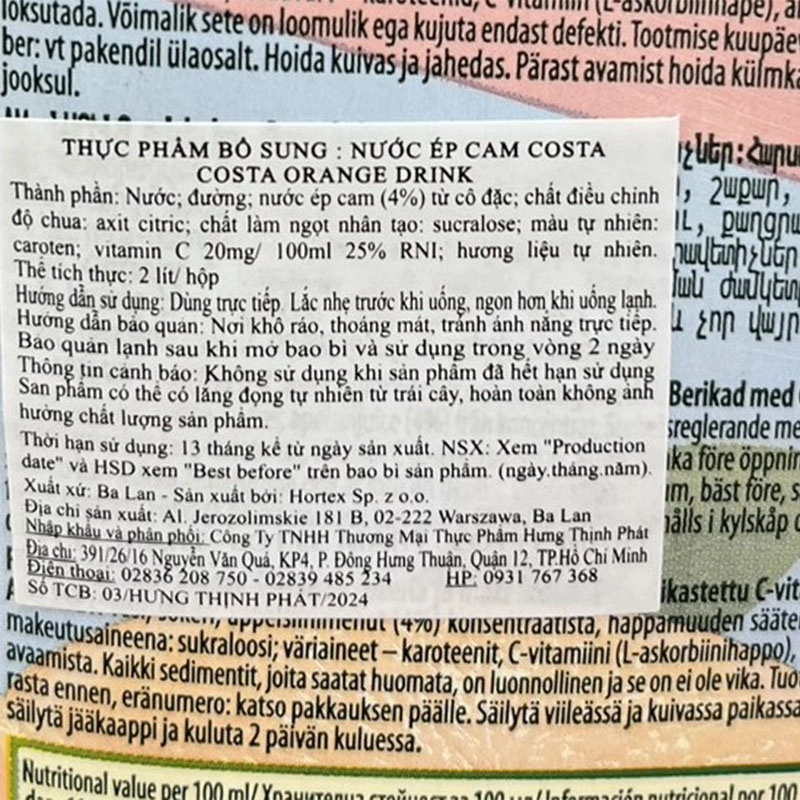 loksutada. Võimalik sete on loomulik ega kujuta endast defekti. Tootmise kuupäev
ber: vt pakendil ülaosalt. Hoida kuivas ja jahedas. Pärast avamist hoida külmka
jooksul.
THỰC PHẨM BỔ SUNG : NƯỚC ÉP CAM COSTA
COSTA ORANGE DRINK
Thành phần: Nước; đường; nước ép cam (4%) từ cô đặc; chất điều chỉnh
độ chua: axit citric; chất làm ngọt nhân tạo: sucralose; màu tự nhiên:
caroten; vitamin C 20mg/ 100ml 25% RNI; hương liệu tự nhiên.
Thể tích thực: 2 lít/ hộp
Hướng dẫn sử dụng: Dùng trực tiếp. Lắc nhẹ trước khi uống, ngon hơn khi uống lạnh.
Hướng dẫn bảo quản: Nơi khô ráo, thoáng mát, tránh ánh nắng trực tiếp.
Bảo quản lạnh sau khi mở bao bì và sử dụng trong vòng 2 ngày
Thông tin cảnh báo: Không sử dụng khi sản phẩm đã hết hạn sử dụng
Sản phẩm có thể có lắng đọng tự nhiên từ trái cây, hoàn toàn không ảnh
hưởng chất lượng sản phẩm.
Thời hạn sử dụng: 13 tháng kể từ ngày sản xuất. NSX: Xem "Production
date" và HSD xem "Best before" trên bao bì sản phẩm. (ngày.tháng.năm).
Xuất xứ: Ba Lan - Sản xuất bởi: Hortex Sp. z o.o.
Địa chỉ sản xuất: Al. Jerozolimskie 181 B, 02-222 Warszawa, Ba Lan
Nhập khẩu và phân phối: Công Ty TNHH Thương Mại Thực Phẩm Hưng Thịnh Phát
Địa chỉ: 391/26/16 Nguyễn Văn Quá, KP4, P. Đông Hưng Thuận, Quận 12, TP.Hồ Chí Minh
Điện thoại: 02836 208 750 - 02839 485 234 HP: 0931 767 368
Số TCB: 03/HƯNG THỊNH PHÁT/2024
շաքար,
չոր վայր
Berikad med
sreglerande me
ka före öppnin
m, bäst före, s
ålls i kylskåp
ikastettu C-vit
appelsiinimehut (4%) konsentraatista, happamuuden sääte
makeutusaineena: sukraloosi; väriaineet – karoteenit, C-vitamiini (L-askorbiinihappo),
avaamista. Kaikki sedimentit, joita saatat huomata, on luonnollinen ja se on ei ole vika. Tuo
rasta ennen, eränumero: katso pakkauksen päälle. Säilytä viileässä ja kuivassa paikassa
säilytä jääkaappi ja kuluta 2 päivän kuluessa.
Nutritional value per 100 ml/